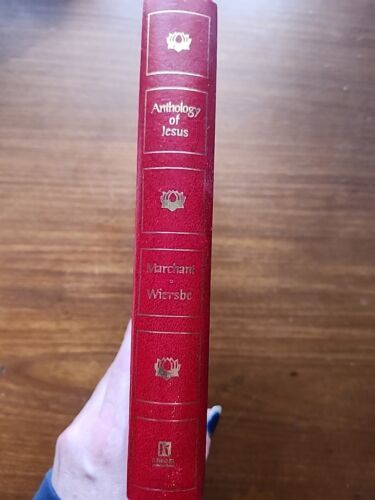 Anthology
of
Jesus
Marchant
Wiersbe